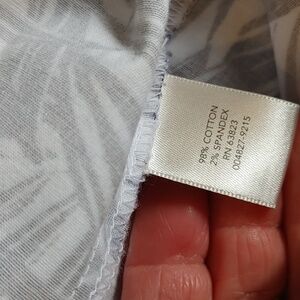 98% COTTON
2% SPANDEX
RN 63823
004827-9215